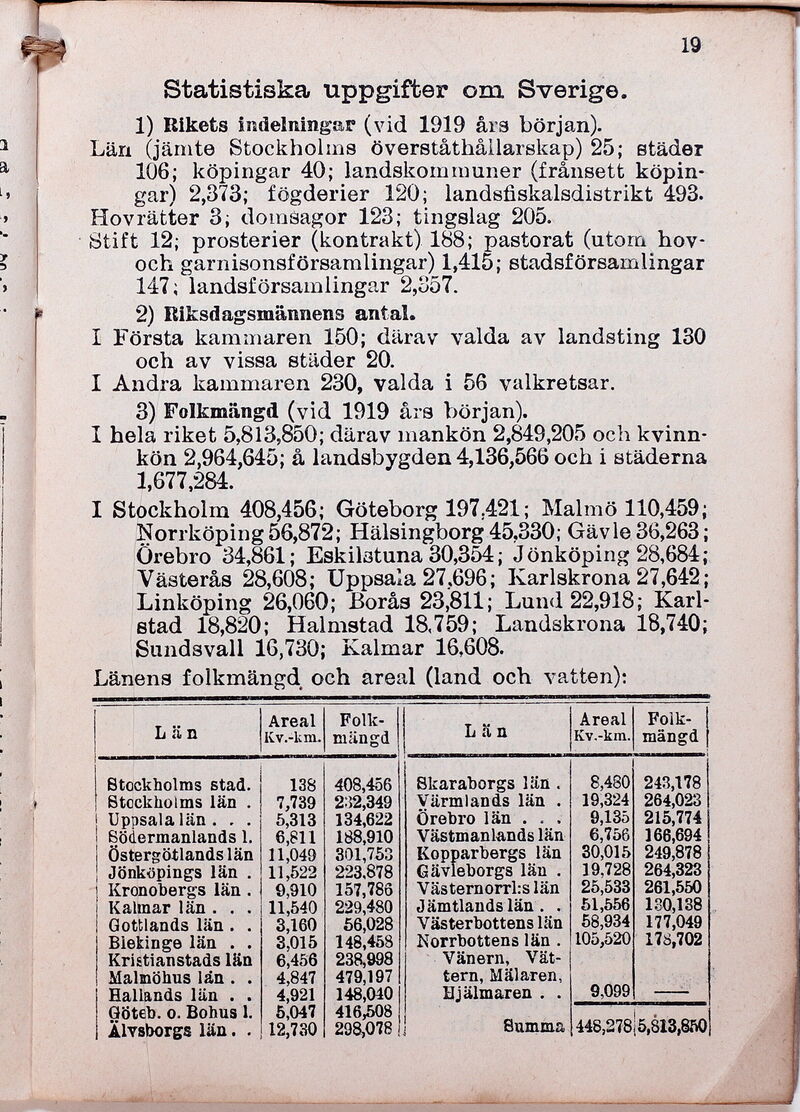 19
Statistiska uppgifter om Sverige.
1) Rikets indelningar (vid 1919 års början).
Län (jämte Stockholms överståthållarskap) 25; städer
106; köpingar 40; landskommuner (frånsett köpin-
gar) 2,373; fögderier 120; landsfiskalsdistrikt 493.
Hovrätter 3; domsagor 123; tingslag 205.
Stift 12; prosterier (kontrakt) 188; pastorat (utom hov-
och garnisonsförsamlingar) 1,415; stadsförsamlingar
147; landsförsamlingar 2,357.
2) Riksdagsmännens antal.
I Första kammaren 150; därav valda av landsting 130
och av vissa städer 20.
I Andra kammaren 230, valda i 56 valkretsar.
3) Folkmängd (vid 1919 års början).
I hela riket 5,813,850; därav mankön 2,849,205 och kvinn-
kön 2,964,645; å landsbygden 4,136,566 och i städerna
1,677,284.
I Stockholm 408,456; Göteborg 197,421; Malmö 110,459;
Norrköping 56,872; Hälsingborg 45,330; Gävle 36,263;
Örebro 34,861; Eskilstuna 30,354; Jönköping 28,684;
Västerås 28,608; Uppsala 27,696; Karlskrona 27,642;
Linköping 26,060; Borås 23,811; Lund 22,918; Karl-
stad 18,820; Halmstad 18,759; Landskrona 18,740;
Sundsvall 16,730; Kalmar 16,608.
Länens folkmängd och areal (land och vatten):
Län Areal Kv.-km. Folk-mängd Län Areal Kv.-km. Folk-mängd
Stockholms stad. 138 408,456 Skaraborgs län . 8,480 243,178
Stockholms län . 7,739 232,349 Värmlands län . 19,324 264,023
Uppsala län . . . 5,313 134,622 Örebro län . . . 9,135 215,774
Södermanlands l. 6,811 188,910 Västmanlands län 6,756 166,694
Östergötlands län 11,049 301,753 Kopparbergs län 30,015 249,878
Jönköpings län . 11,522 223,878 Gävleborgs län . 19,728 264,323
Kronobergs län . 9,910 157,786 Västernorrl:s län 25,533 261,550
Kalmar län . . . 11,540 229,480 Jämtlands län . . 51,556 130,138
Gottlands län . . 3,160 56,028 Västerbottens län 58,934 177,049
Blekinge län . . 3,015 148,458 Norrbottens län . 105,520 178,702
Kristianstads län 6,456 238,998 Vänern, Vät-
Malmöhus län . . 4,847 479,197 tern, Mälaren,
Hallands län . . 4,921 148,040 Hjälmaren . . 9,099 —
Göteb. o. Bohus l. 5,047 416,508
Älvsborgs län. . 12,730 298,078 Summa 448,278 5,813,850